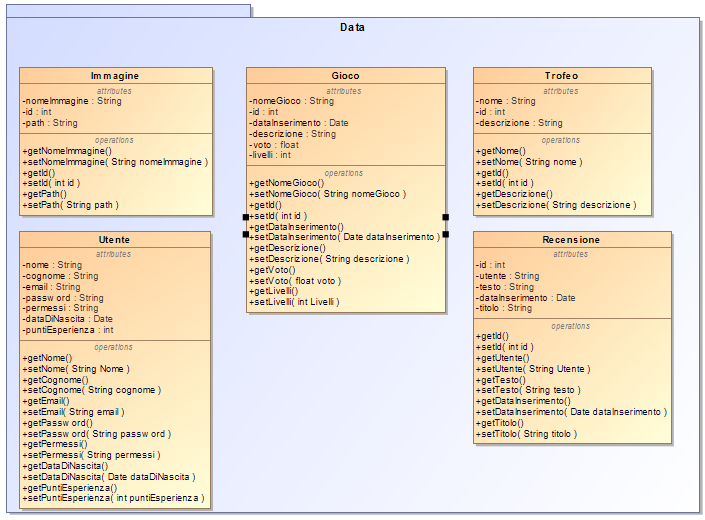 Data
Immagine
attributes
-nomeImmagine : String
-id : int
-path : String
operations
+getNomeImmagine()
+setNomeImmagine( String nomeImmagine )
+getId()
+setId( int id )
+getPath()
+setPath( String path )
Gioco
attributes
-nomeGioco : String
-id : int
-dataInserimento : Date
-descrizione : String
-voto : float
-livelli : int
operations
+getNomeGioco()
+setNomeGioco( String nomeGioco )
+getId()
+setId( int id )
+getDataInserimento()
+setDataInserimento( Date dataInserimento )
+getDescrizione()
+setDescrizione( String descrizione )
+getVoto()
+setVoto( float voto )
+getLivelli()
+setLivelli( int Livelli )
Trofeo
attributes
-nome : String
-id : int
-descrizione : String
operations
+getNome()
+setNome( String nome )
+getId()
+setId( int id )
+getDescrizione()
+setDescrizione( String descrizione )
Utente
attributes
-nome : String
-cognome : String
-email : String
-passw ord : String
-permessi : String
-dataDiNascita : Date
-puntiEsperienza : int
operations
+getNome()
+setNome( String Nome )
+getCognome()
+setCognome( String cognome )
+getEmail()
+setEmail( String email )
+getPassw ord()
+setPassw ord( String passw ord )
+getPermessi()
+setPermessi( String permessi )
+getDataDiNascita()
+setDataDiNascita( Date dataDiNascita )
+getPuntiEsperienza()
+setPuntiEsperienza( int puntiEsperienza )
Recensione
attributes
-id : int
-utente : String
-testo : String
-dataInserimento : Date
-titolo : String
operations
+getId()
+setId( int id )
+getUtente()
+setUtente( String Utente )
+getTesto()
+setTesto( String testo )
+getDataInserimento()
+setDataInserimento( Date dataInserimento )
+getTitolo()
+setTitolo( String titolo )